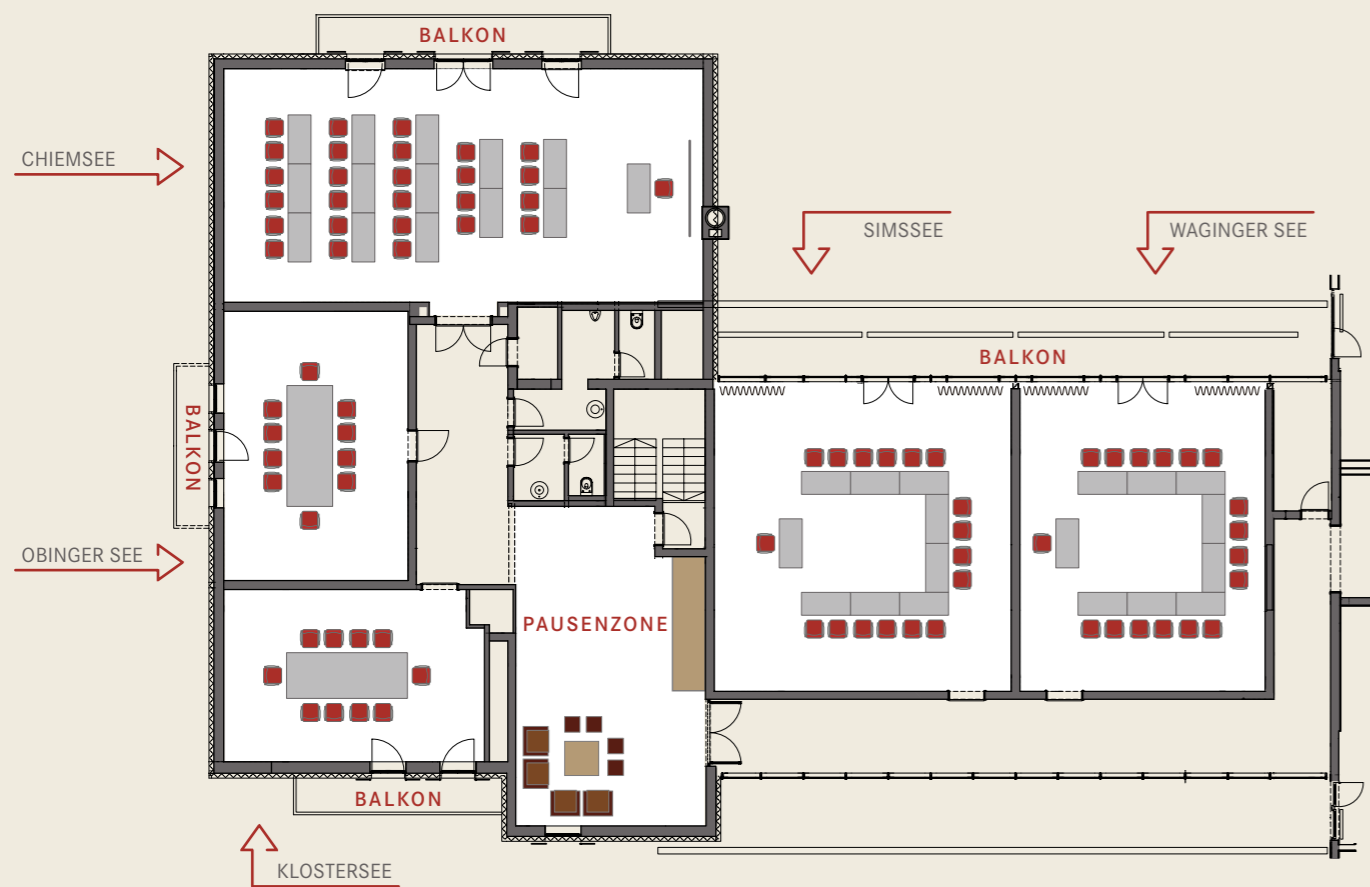 BALKON
CHIEMSEE
SIMSSEE
WAGINGER SEE
BALKON
BALKON
OBINGER SEE
PAUSENZONE
BALKON
KLOSTERSEE